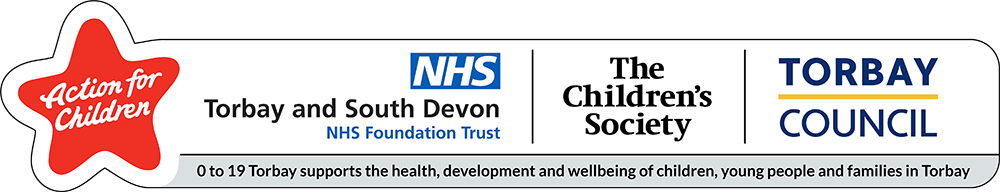 Action for
Children
NHS
Torbay and South Devon
NHS Foundation Trust
The
Children's
Society
TORBAY
COUNCIL
0 to 19 Torbay supports the health, development and wellbeing of children, young people and families in Torbay